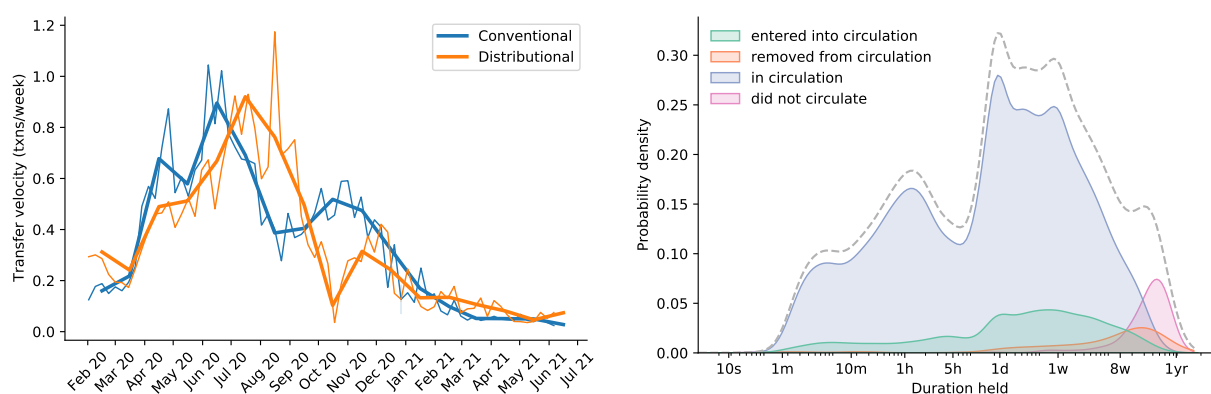 Transfer velocity (txns/week)
1.2
1.0
0.8
0.6
0.4
0.2
0.0
Conventional
Distributional
Feb 20
Mar 20
Apr 20
May 20
Jun 20
Jul 20
Aug 20
Sep 20
Oct 20
Nov 20
Dec 20
Jan 21
Feb 21
Mar 21
Apr 21
May 21
Jun 21
Jul 21
Probability density
0.30
0.25
0.20
0.15
0.10
0.05
0.00
entered into circulation
removed from circulation
in circulation
did not circulate
10s
1m
10m
1h
5h
1d
1w
8w
1yr
Duration held